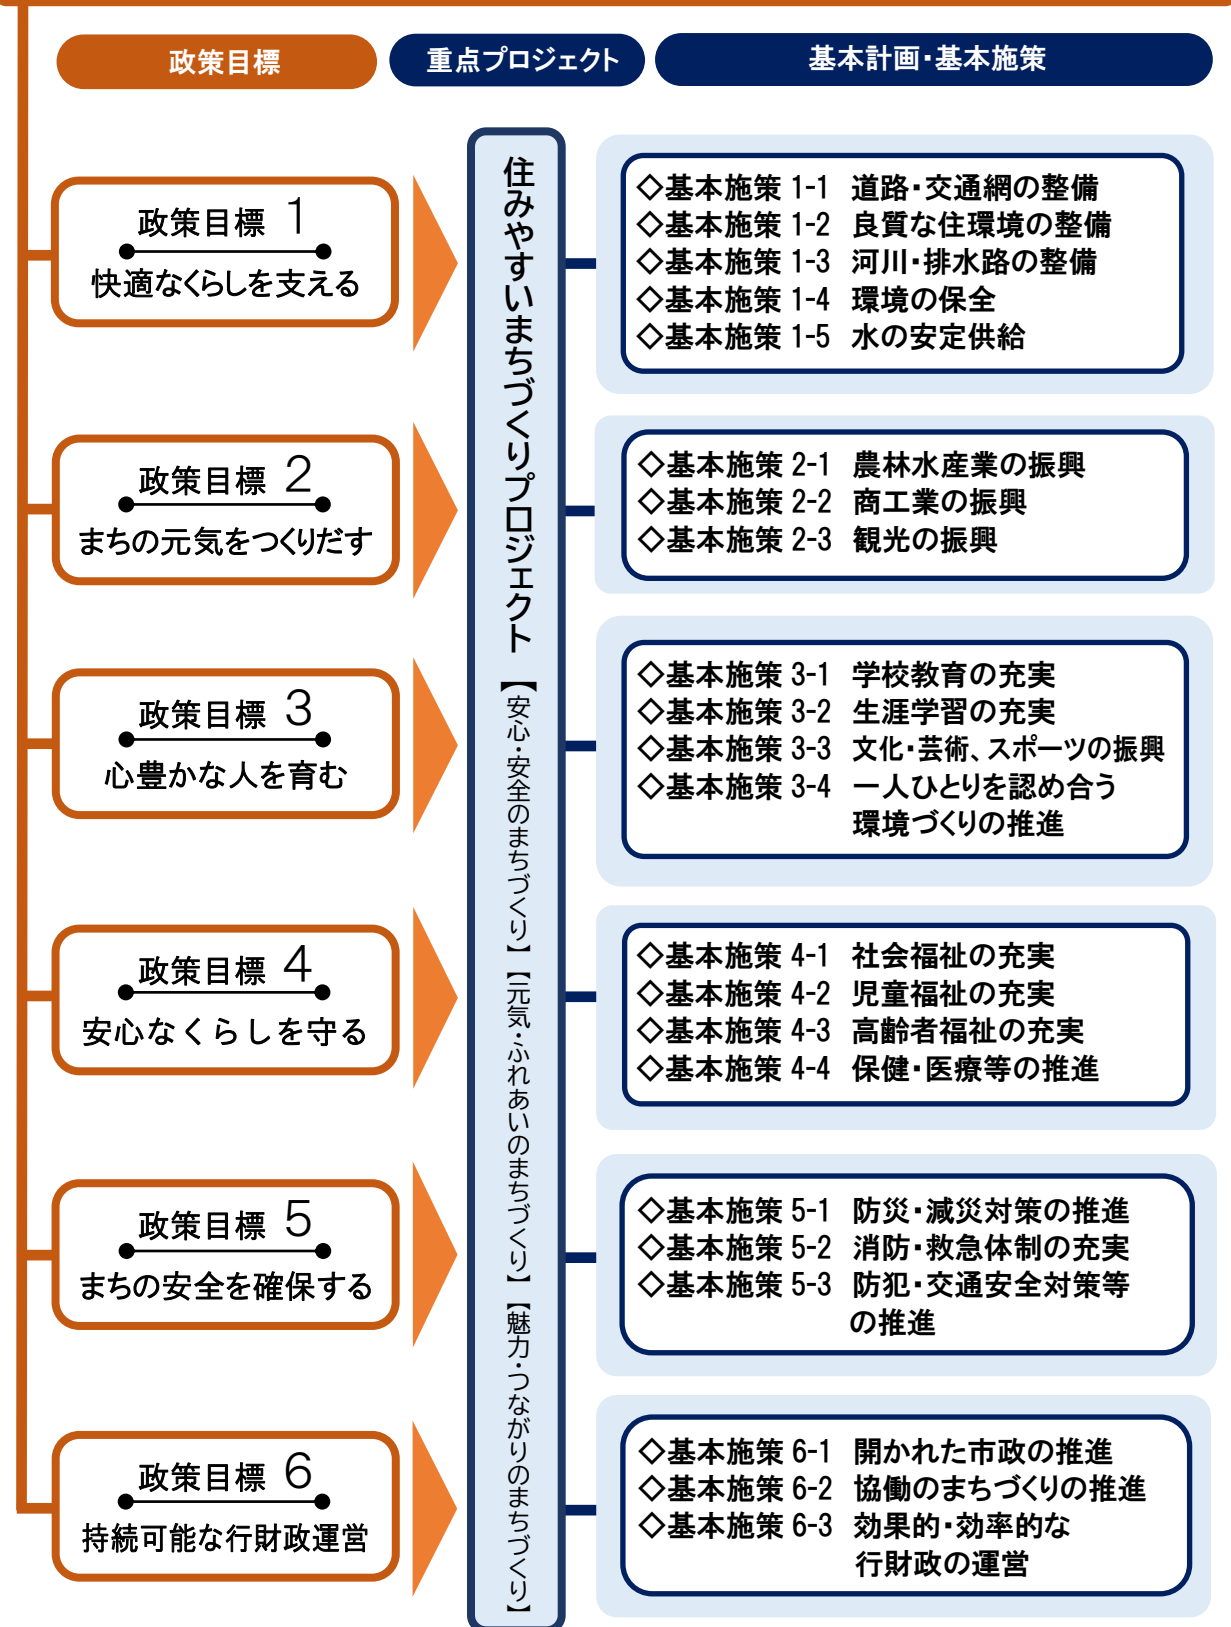 政策目標
重点プロジェクト
基本計画・基本施策
政策目標 1
快適なくらしを支える
政策目標 2
まちの元気をつくりだす
政策目標 3
心豊かな人を育む
政策目標 4
安心なくらしを守る
政策目標 5
まちの安全を確保する
政策目標 6
持続可能な行財政運営
住みやすいまちづくりプロジェクト【安心・安全のまちづくり】【元気・ふれあいのまちづくり】【魅力・つながりのまちづくり】
◇基本施策 1-1 道路・交通網の整備
◇基本施策 1-2 良質な住環境の整備
◇基本施策 1-3 河川・排水路の整備
◇基本施策 1-4 環境の保全
◇基本施策 1-5 水の安定供給
◇基本施策 2-1 農林水産業の振興
◇基本施策 2-2 商工業の振興
◇基本施策 2-3 観光の振興
◇基本施策 3-1 学校教育の充実
◇基本施策 3-2 生涯学習の充実
◇基本施策 3-3 文化・芸術、スポーツの振興
◇基本施策 3-4 一人ひとりを認め合う
環境づくりの推進
◇基本施策 4-1 社会福祉の充実
◇基本施策 4-2 児童福祉の充実
◇基本施策 4-3 高齢者福祉の充実
◇基本施策 4-4 保健・医療等の推進
◇基本施策 5-1 防災・減災対策の推進
◇基本施策 5-2 消防・救急体制の充実
◇基本施策 5-3 防犯・交通安全対策等
の推進
◇基本施策 6-1 開かれた市政の推進
◇基本施策 6-2 協働のまちづくりの推進
◇基本施策 6-3 効果的・効率的な
行財政の運営